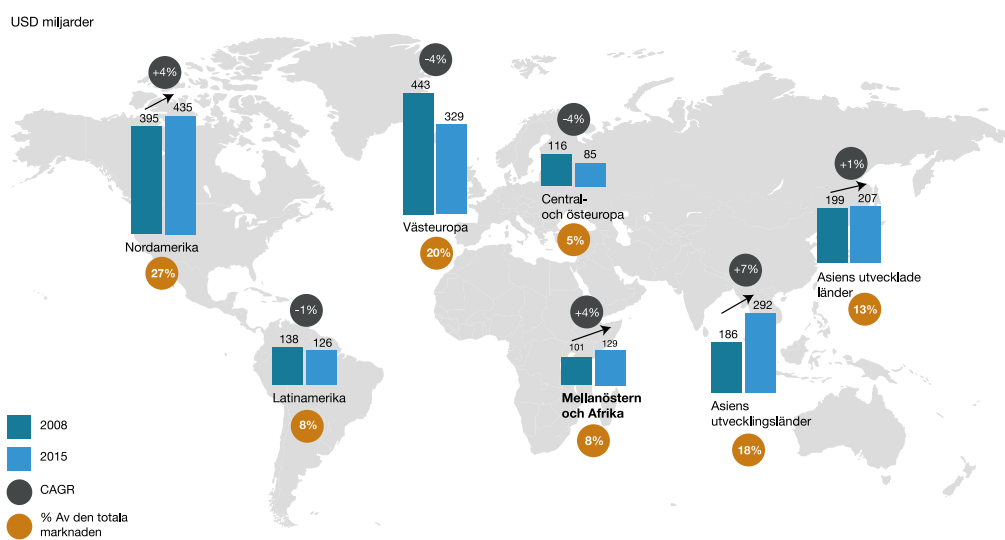 USD miljarder
+4%
395
435
Nordamerika
27%
-4%
443
329
Västeuropa
20%
-4%
116
85
Central-
och östeuropa
5%
+1%
199
207
Asiens utvecklade
länder
13%
+7%
186
292
Asiens
utvecklingsländer
18%
+4%
101
129
Mellanöstern
och Afrika
8%
-1%
138
126
Latinamerika
8%
2008
2015
CAGR
% Av den totala
marknaden